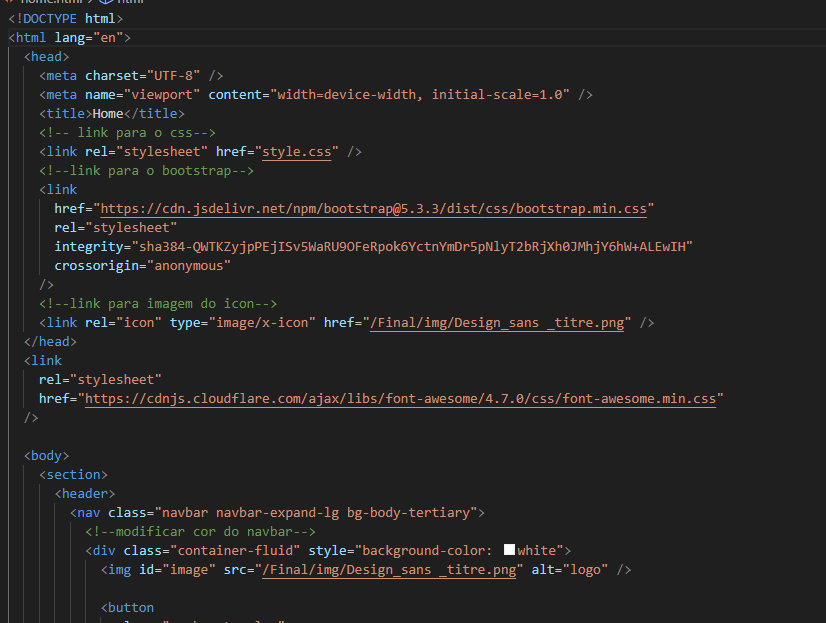 home.html > html
<!DOCTYPE html>
<html lang="en">
<head>
<meta charset="UTF-8" />
<meta name="viewport" content="width=device-width, initial-scale=1.0" />
<title>Home</title>
<!-- link para o css-->
<link rel="stylesheet" href="style.css" />
<!--link para o bootstrap-->
<link
href="https://cdn.jsdelivr.net/npm/bootstrap@5.3.3/dist/css/bootstrap.min.css"
rel="stylesheet"
integrity="sha384-QWTKZyjpPEjISv5WaRU9OFeRpok6YctnYmDr5pNlyT2bRjXh0JMhjY6hW+ALEwIH"
crossorigin="anonymous"
/>
<!--link para imagem do icon-->
<link rel="icon" type="image/x-icon" href="/Final/img/Design_sans _titre.png" />
</head>
<link
rel="stylesheet"
href="https://cdnjs.cloudflare.com/ajax/libs/font-awesome/4.7.0/css/font-awesome.min.css"
/>
<body>
<section>
<header>
<nav class="navbar navbar-expand-lg bg-body-tertiary">
<!--modificar cor do navbar-->
<div class="container-fluid" style="background-color: white">
<img id="image" src="/Final/img/Design_sans _titre.png" alt="logo" />
<button